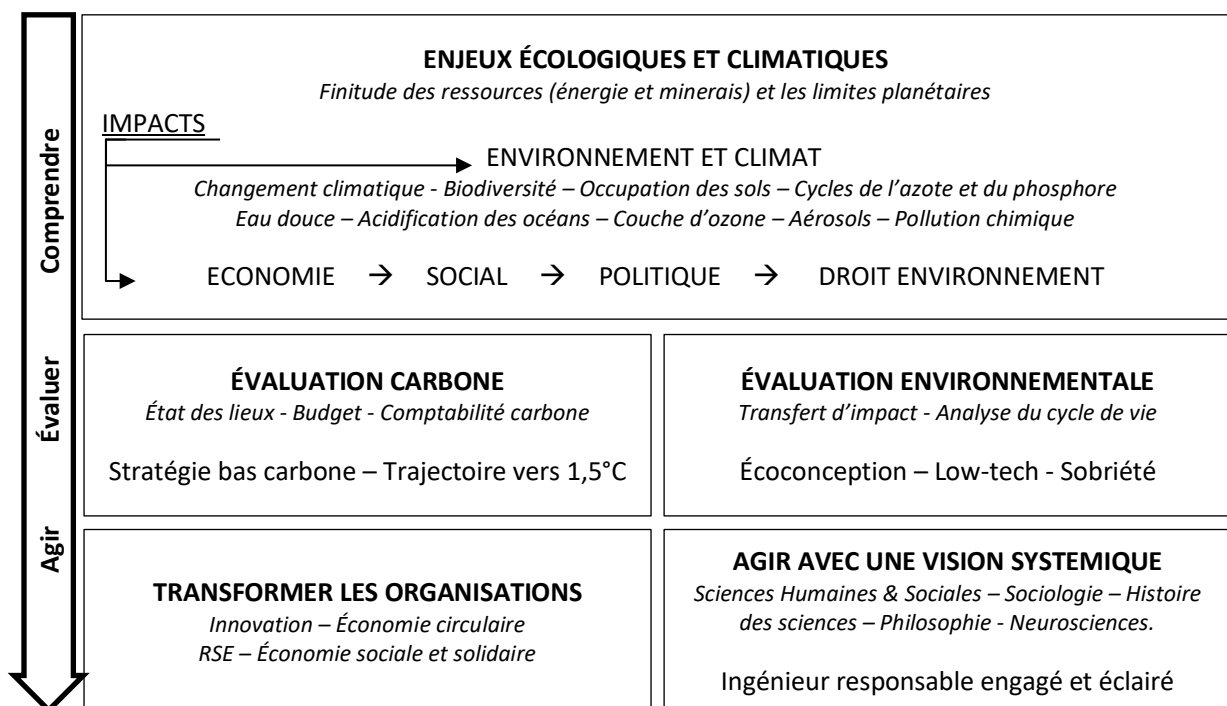 Comprendre
Évaluer
Agir
ENJEUX ÉCOLOGIQUES ET CLIMATIQUES
Finitude des ressources (énergie et minerais) et les limites planétaires
IMPACTS
ENVIRONNEMENT ET CLIMAT
Changement climatique - Biodiversité – Occupation des sols – Cycles de l’azote et du phosphore
Eau douce – Acidification des océans – Couche d’ozone – Aérosols – Pollution chimique
ECONOMIE → SOCIAL → POLITIQUE → DROIT ENVIRONNEMENT
ÉVALUATION CARBONE
État des lieux - Budget - Comptabilité carbone
Stratégie bas carbone – Trajectoire vers 1,5°C
ÉVALUATION ENVIRONNEMENTALE
Transfert d’impact - Analyse du cycle de vie
Écoconception – Low-tech - Sobriété
TRANSFORMER LES ORGANISATIONS
Innovation – Économie circulaire
RSE – Économie sociale et solidaire
AGIR AVEC UNE VISION SYSTEMIQUE
Sciences Humaines & Sociales – Sociologie – Histoire
des sciences – Philosophie - Neurosciences.
Ingénieur responsable engagé et éclairé